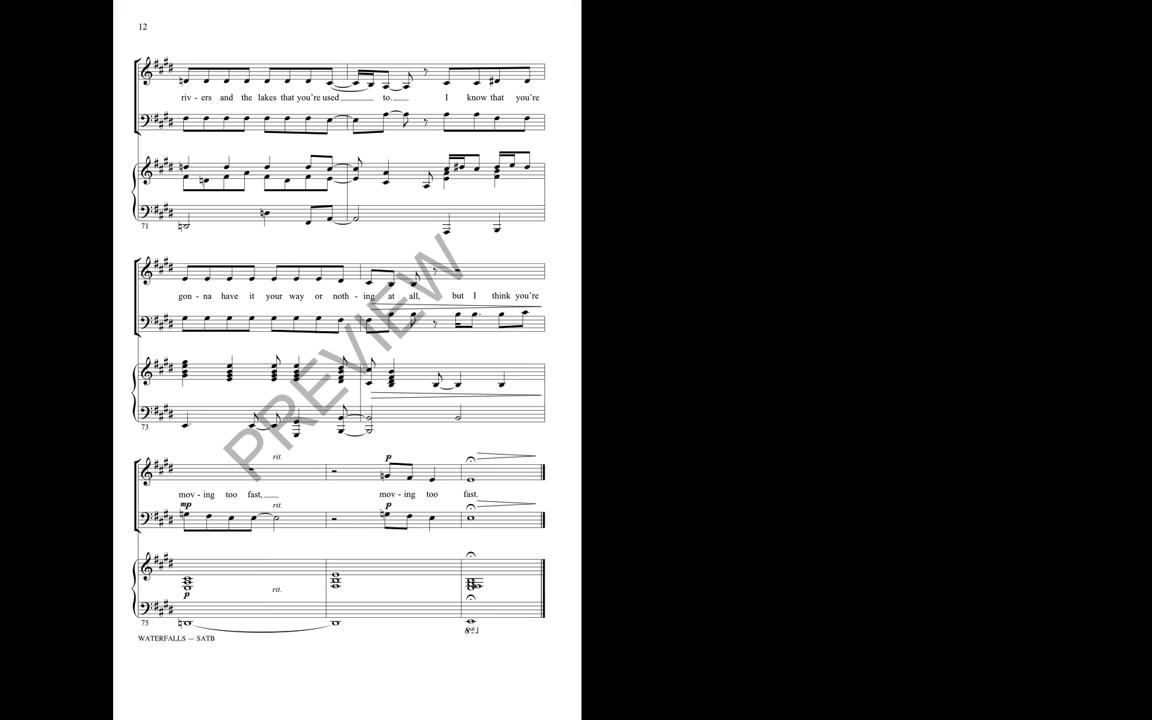 12
riv - ers and the lakes that you're used to. I know that you're
71
gon - na have it your way or noth - ing at all, but I think you're
PREVIEW
73
rit.
p
mov - ing too fast, mov - ing too fast.
mp
rit.
p
p
rit.
75
8vb
WATERFALLS — SATB